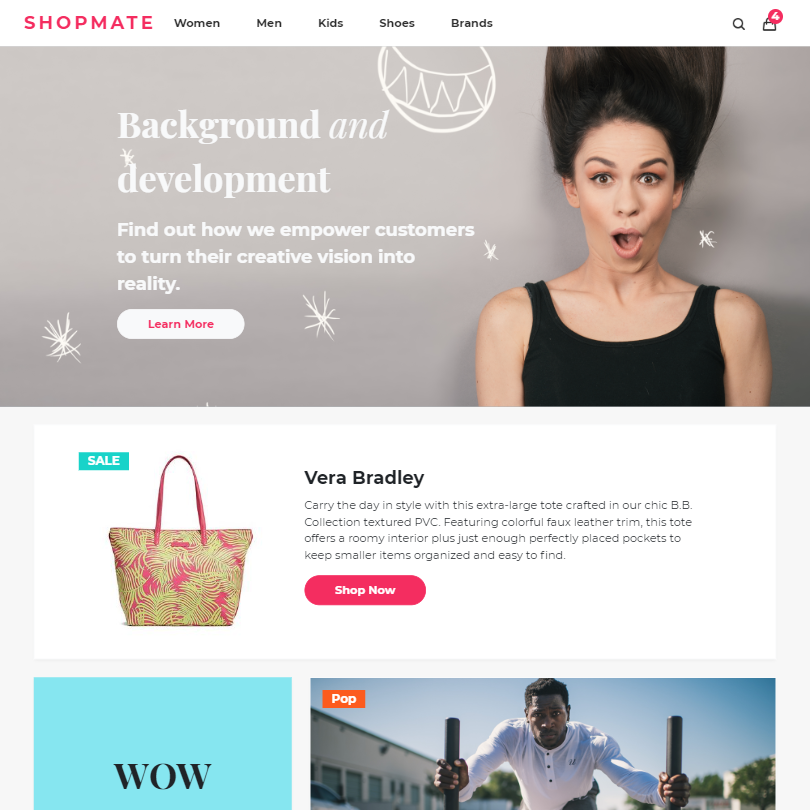 SHOPMATE Women Men Kids Shoes Brands 4
Background and
development
Find out how we empower customers
to turn their creative vision into
reality.
Learn More
SALE
Vera Bradley
Carry the day in style with this extra-large tote crafted in our chic B.B.
Collection textured PVC. Featuring colorful faux leather trim, this tote
offers a roomy interior plus just enough perfectly placed pockets to
keep smaller items organized and easy to find.
Shop Now
WOW
Pop